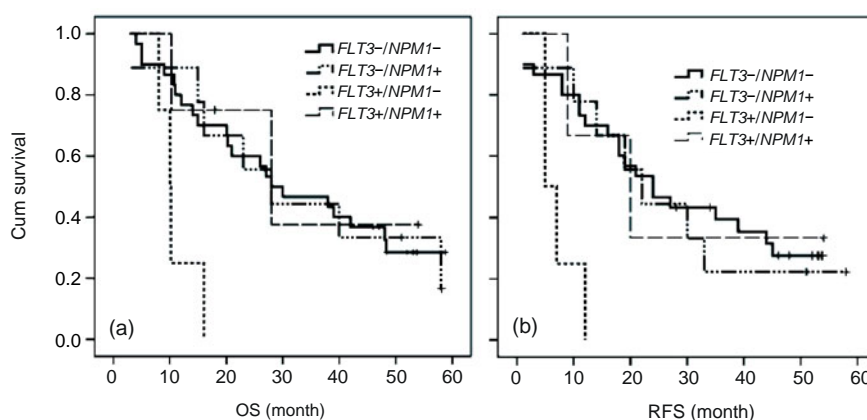 1.0
0.8
0.6
0.4
0.2
0.0
Cum survival
FLT3−/NPM1−
FLT3−/NPM1+
FLT3+/NPM1−
FLT3+/NPM1+
(a)
0 10 20 30 40 50 60
OS (month)
FLT3−/NPM1−
FLT3−/NPM1+
FLT3+/NPM1−
FLT3+/NPM1+
(b)
0 10 20 30 40 50 60
RFS (month)